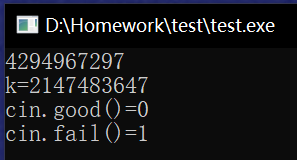 D:\Homework\test\test.exe
4294967297
k=2147483647
cin.good()=0
cin.fail()=1